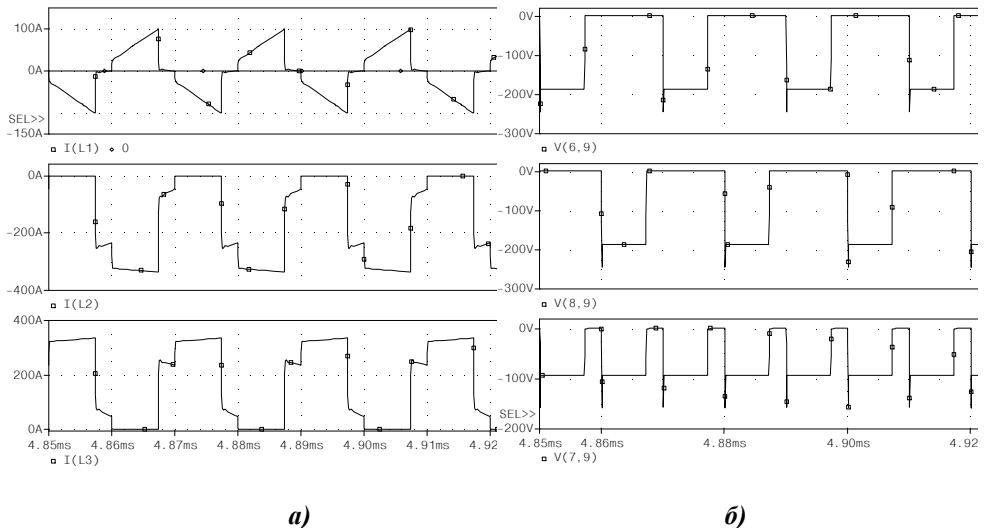 100A
0A
SEL>>
-150A
I(L1) 0
0A
-200A
-400A
I(L2)
400A
200A
0A
4.85ms 4.86ms 4.87ms 4.88ms 4.89ms 4.90ms 4.91ms 4.92
I(L3)
а)
0V
-100V
-200V
-300V
V(6,9)
0V
-100V
-200V
-300V
V(8,9)
0V
-100V
SEL>>
-200V
4.85ms 4.86ms 4.88ms 4.90ms 4.92
V(7,9)
б)